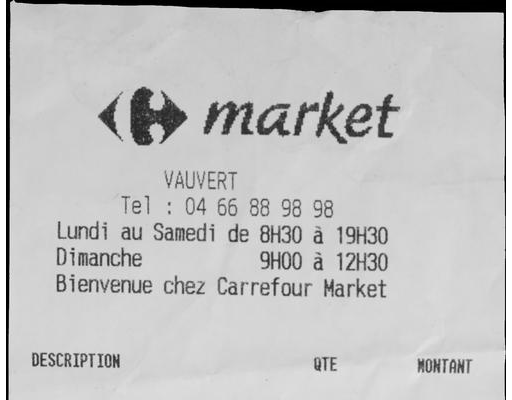 market
VAUVERT
Tel : 04 66 88 98 98
Lundi au Samedi de 8H30 à 19H30
Dimanche 9H00 à 12H30
Bienvenue chez Carrefour Market
DESCRIPTION QTE MONTANT